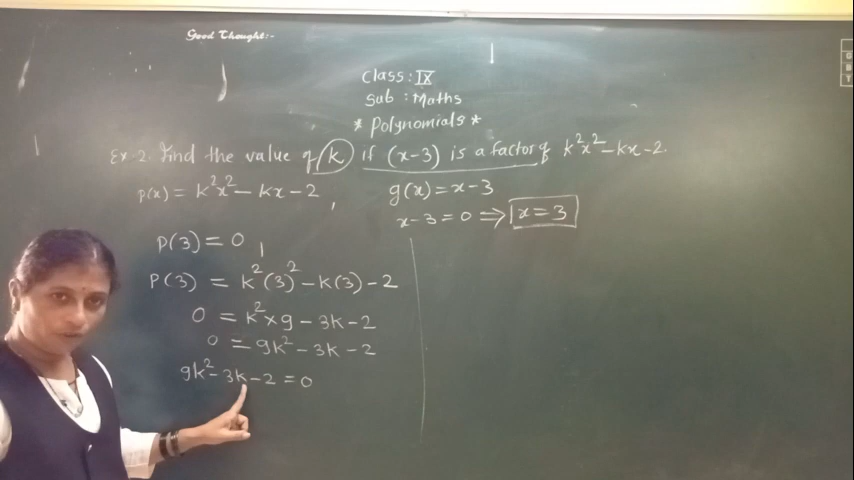 Good Thought:-
Class: IX
Sub : Maths
* Polynomials *
Ex-2. Find the value of k if (x-3) is a factor of k²x²-kx-2.
p(x) = k²x²- kx-2 , g(x)=x-3
x-3=0 ⇒ x=3
P(3)=0 ,
P(3) = k²(3)²-k(3)-2
0 = k²×9-3k-2
0 = 9k²-3k-2
9k²-3k-2=0
G
B
T